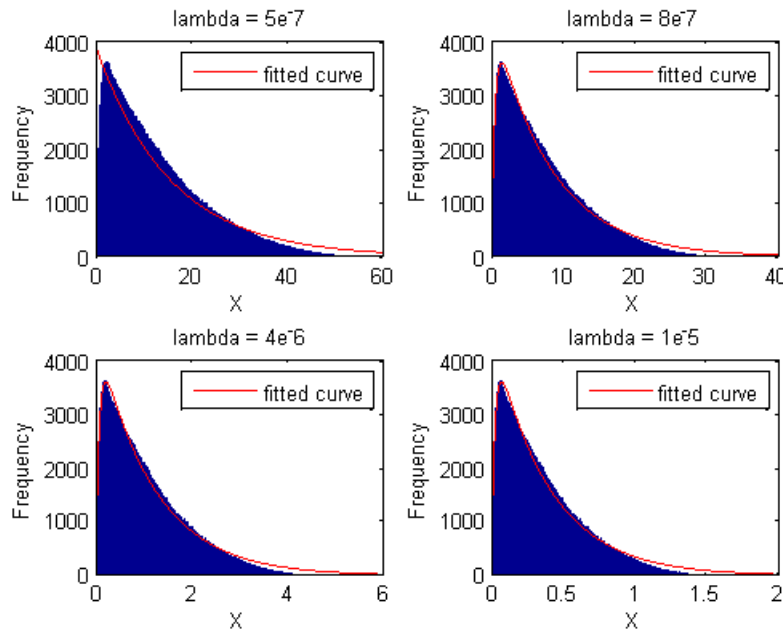 lambda = 5e⁻7
4000
3000
2000
1000
0
Frequency
fitted curve
0 20 40 60
X
lambda = 8e⁻7
4000
3000
2000
1000
0
Frequency
fitted curve
0 10 20 30 40
X
lambda = 4e⁻6
4000
3000
2000
1000
0
Frequency
fitted curve
0 2 4 6
X
lambda = 1e⁻5
4000
3000
2000
1000
0
Frequency
fitted curve
0 0.5 1 1.5 2
X